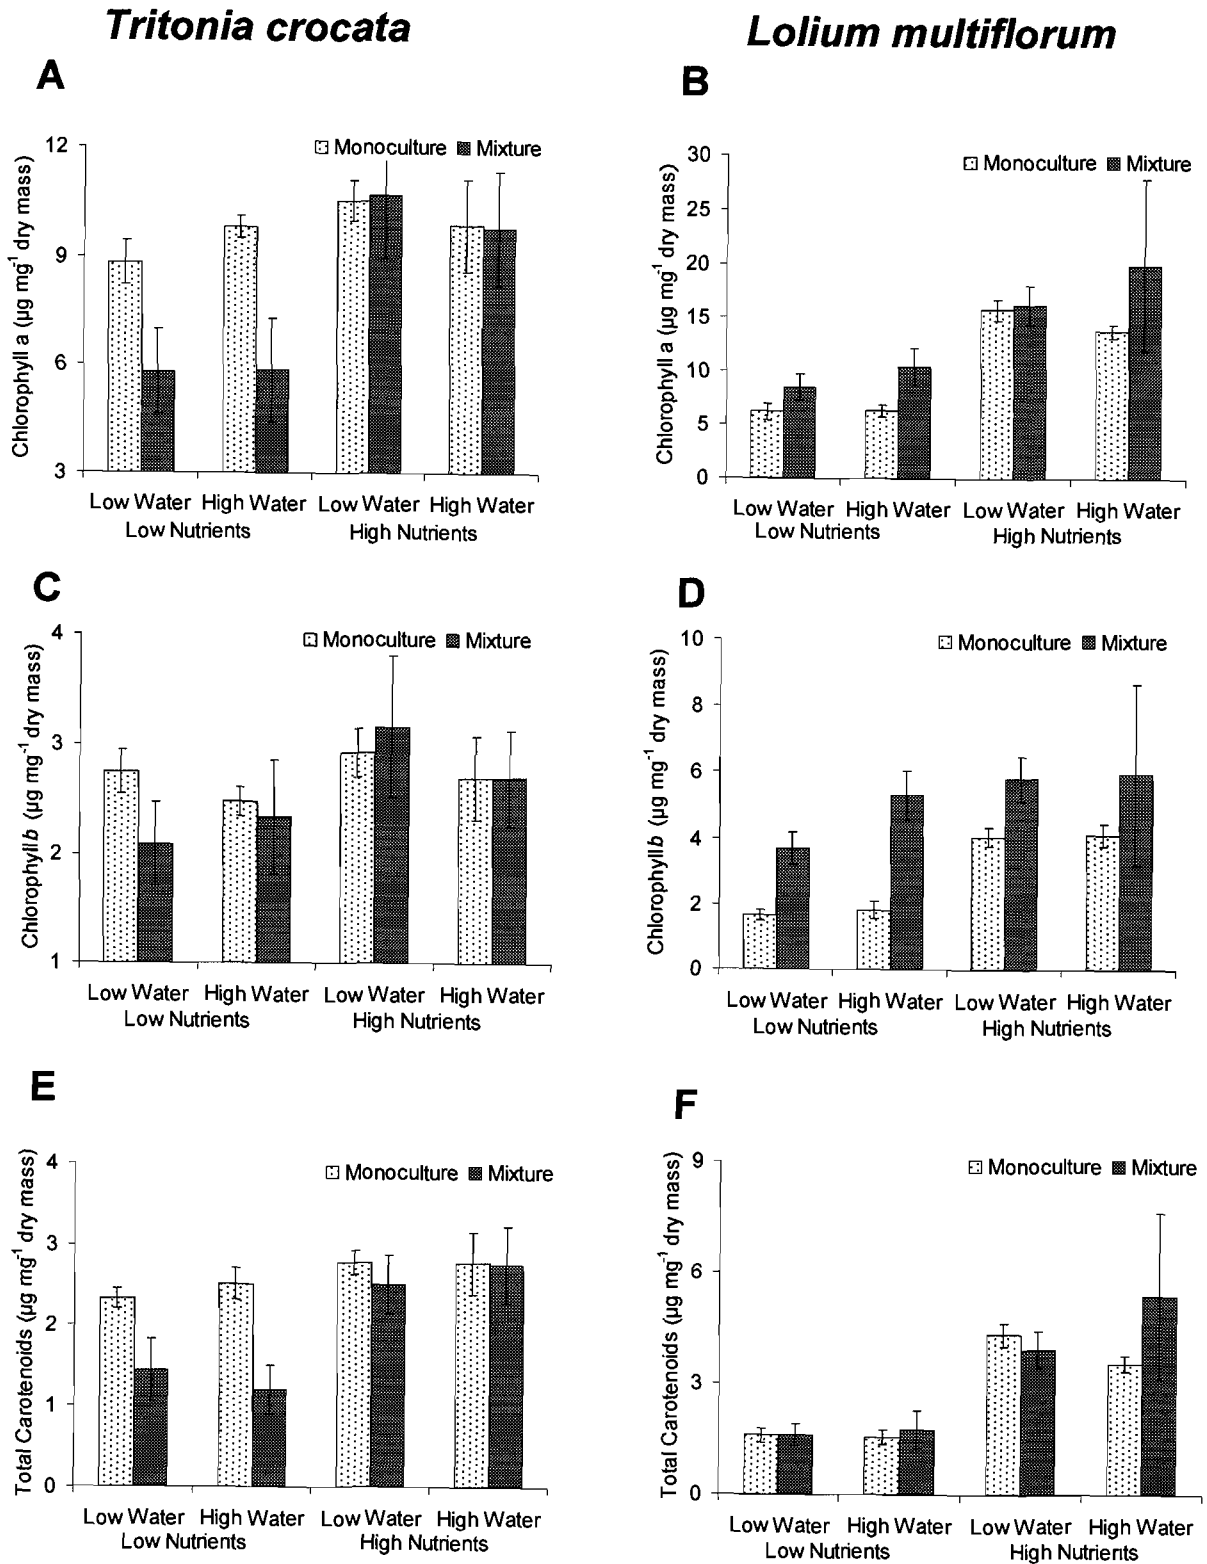 Tritonia crocata
Lolium multiflorum
A
Chlorophyll a (µg mg-1 dry mass)
Monoculture Mixture
12
9
6
3
Low Water High Water Low Water High Water
Low Nutrients High Nutrients
B
Chlorophyll a (µg mg-1 dry mass)
Monoculture Mixture
30
25
20
15
10
5
0
Low Water High Water Low Water High Water
Low Nutrients High Nutrients
C
Chlorophyll b (µg mg-1 dry mass)
Monoculture Mixture
4
3
2
1
Low Water High Water Low Water High Water
Low Nutrients High Nutrients
D
Chlorophyll b (µg mg-1 dry mass)
Monoculture Mixture
10
8
6
4
2
0
Low Water High Water Low Water High Water
Low Nutrients High Nutrients
E
Total Carotenoids (µg mg-1 dry mass)
Monoculture Mixture
4
3
2
1
0
Low Water High Water Low Water High Water
Low Nutrients High Nutrients
F
Total Carotenoids (µg mg-1 dry mass)
Monoculture Mixture
9
6
3
0
Low Water High Water Low Water High Water
Low Nutrients High Nutrients